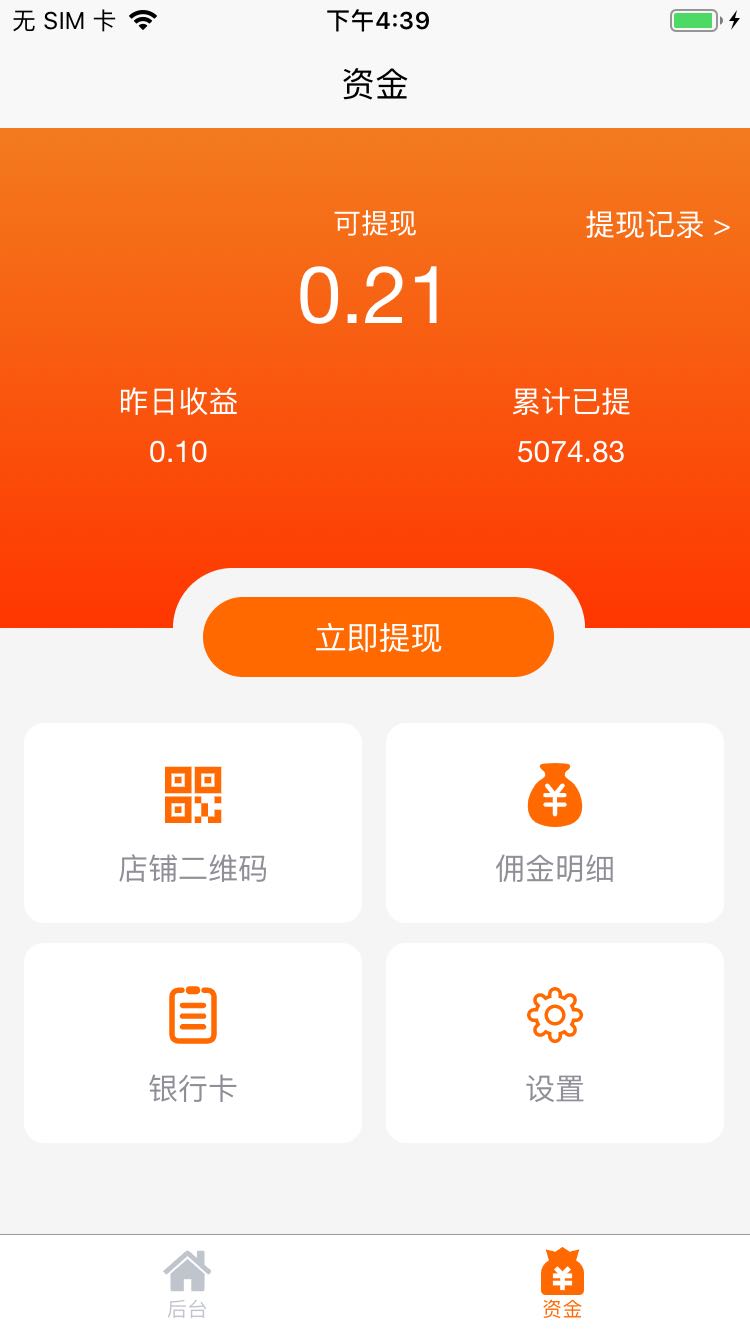 无 SIM 卡 下午4:39
资金
可提现
提现记录 >
0.21
昨日收益 累计已提
0.10 5074.83
立即提现
店铺二维码 佣金明细
银行卡 设置
后台 资金